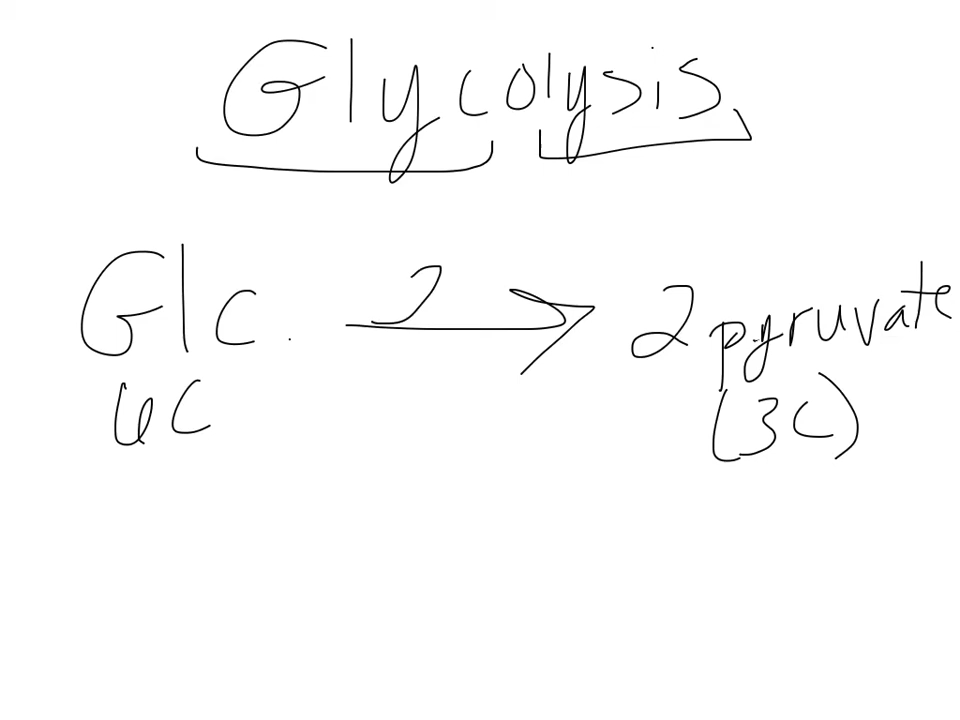 Glycolysis
Glc. → 2 pyruvate
6C (3C)